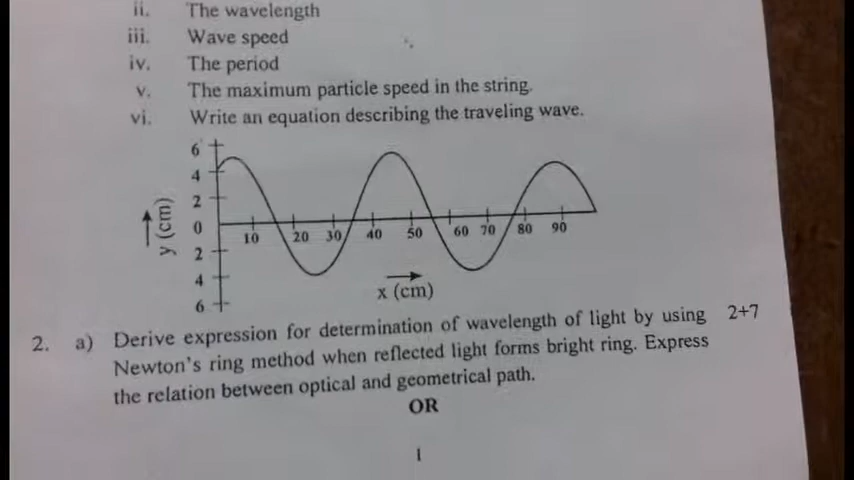 ii. The wavelength
iii. Wave speed
iv. The period
v. The maximum particle speed in the string.
vi. Write an equation describing the traveling wave.
6
4
2
0
2
4
6
y (cm)
10 20 30 40 50 60 70 80 90
x (cm)
2. a) Derive expression for determination of wavelength of light by using 2+7
Newton's ring method when reflected light forms bright ring. Express
the relation between optical and geometrical path.
OR
1